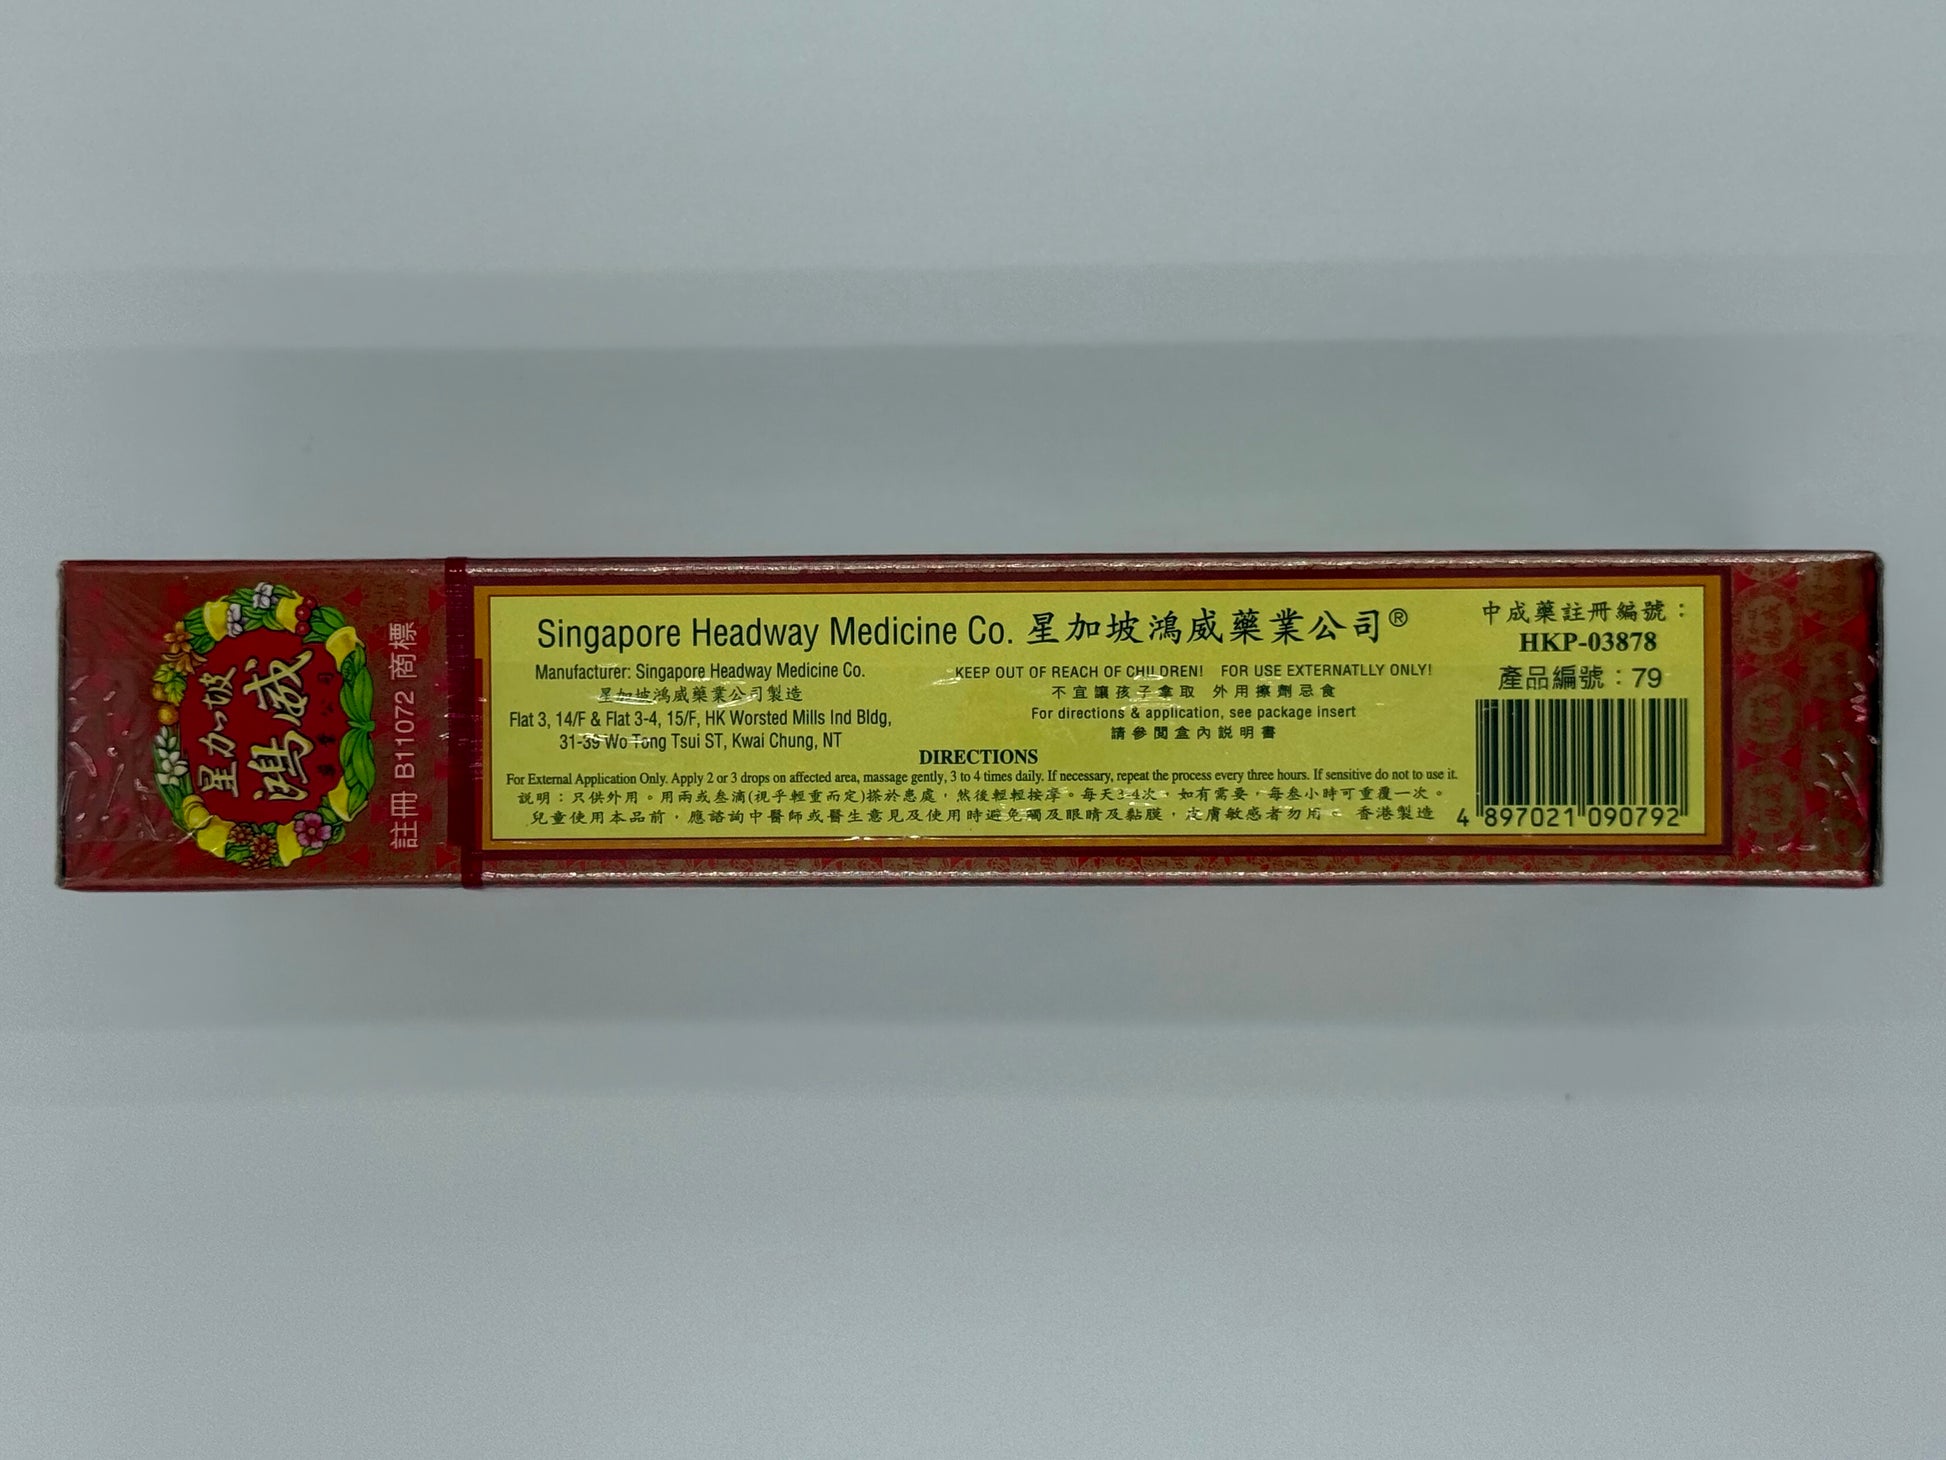 星加坡
鴻威
藥業公司
註冊 B11072 商標
Singapore Headway Medicine Co. 星加坡鴻威藥業公司®
Manufacturer: Singapore Headway Medicine Co.
星加坡鴻威藥業公司製造
Flat 3, 14/F & Flat 3-4, 15/F, HK Worsted Mills Ind Bldg,
31-39 Wo Tong Tsui ST, Kwai Chung, NT
KEEP OUT OF REACH OF CHILDREN! FOR USE EXTERNATLLY ONLY!
不宜讓孩子拿取 外用擦劑忌食
For directions & application, see package insert
請參閱盒內説明書
DIRECTIONS
For External Application Only. Apply 2 or 3 drops on affected area, massage gently, 3 to 4 times daily. If necessary, repeat the process every three hours. If sensitive do not to use it.
説明：只供外用。用兩或叁滴(視乎輕重而定)搽於患處，然後輕輕按摩。每天3-4次，如有需要，每叁小時可重覆一次。
兒童使用本品前，應諮詢中醫師或醫生意見及使用時避免觸及眼睛及黏膜，皮膚敏感者勿用。 香港製造
中成藥註冊編號：
HKP-03878
產品編號：79
4 897021 090792